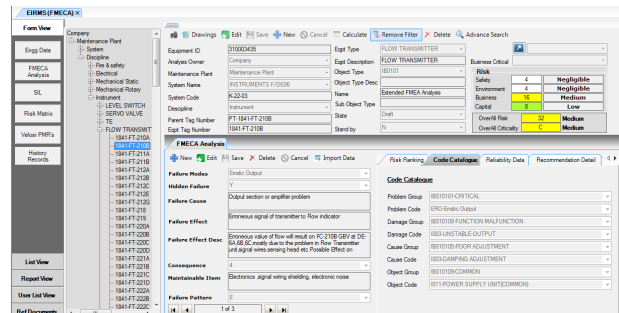 EIRMS (FMECA)
Form View
Engg Data
FMECA
Analysis
SIL
Risk Matrix
Velosi PMR's
History
Records
List View
Report View
User List View
Ref Documents
Company
Maintenance Plant
System
Discipline
Fire & safety
Electrical
Mechanical Static
Mechanical Rotary
Instrument
LEVEL SWITCH
SERVO VALVE
TE
FLOW TRANSMIT
1841-FT-210A
1841-FT-210B
1841-FT-211A
1841-FT-211B
1841-FT-212A
1841-FT-212B
1841-FT-212C
1841-FT-212E
1841-FT-212G
1841-FT-218
1841-FT-219
1841-FT-220A
1841-FT-220B
1841-FT-220C
1841-FT-220D
1841-FT-221A
1841-FT-221B
1841-FT-221C
1841-FT-221D
1841-FT-222A
1841-FT-222B
1841-FT-222C
Drawings Edit Save New Cancel Calculate Remove Filter Delete Advance Search
Equipment ID 310003435 Eqpt Type FLOW TRANSMITTER
Analysis Owner Company Eqpt Description FLOW TRANSMITTER Business Critical
Maintenance Plant Maintenance Plant Object Type IB0101
System Name INSTRUMENTS F/DE06 Object Type Desc
System Code K-22-03 Name Extended FMEA Analysis
Descipline Instrument Sub Object Type
Parent Tag Number PT-1841-FT-210B State Draft
Eqpt Tag Number 1841-FT-210B Stand by N
Risk
Safety 4 Negligible
Environment 4 Negligible
Business 16 Medium
Capital 8 Low
OverAll Risk 32 Medium
OverAll Criticality C Medium
FMECA Analysis
New Edit Save Delete Cancel Import Data
Failure Modes Erratic Output
Hidden Failure Y
Failure Cause Output section or amplifier problem
Failure Effect Erroneous signal of transmitter to Flow indicator
Failure Effect Desc Erroneous value of flow will result on FC-210B GBV at DE-
6A,6B,6C,mostly due to the problem in Flow Transmitter
unit,signal wires,sensing head etc.Possible Effect on
Consequence 4
Maintainable Item Electronics ,signal wiring shielding, electronic noise
Failure Pattern E
1 of 3
Risk Ranking Code Catalogue Reliability Data Recommendation Detail
Code Catalogue
Problem Group IB010101-CRITICAL
Problem Code ERO-Erratic Output
Damage Group IB010109-FUNCTION MALFUNCTION
Damage Code I003-UNSTABLE OUTPUT
Cause Group IB010105-POOR ADJUSTMENT
Cause Code I003-DAMPING ADJUSTMENT
Object Group IB010109-COMMON
Object Code I011-POWER SUPPLY UNIT(COMMON)